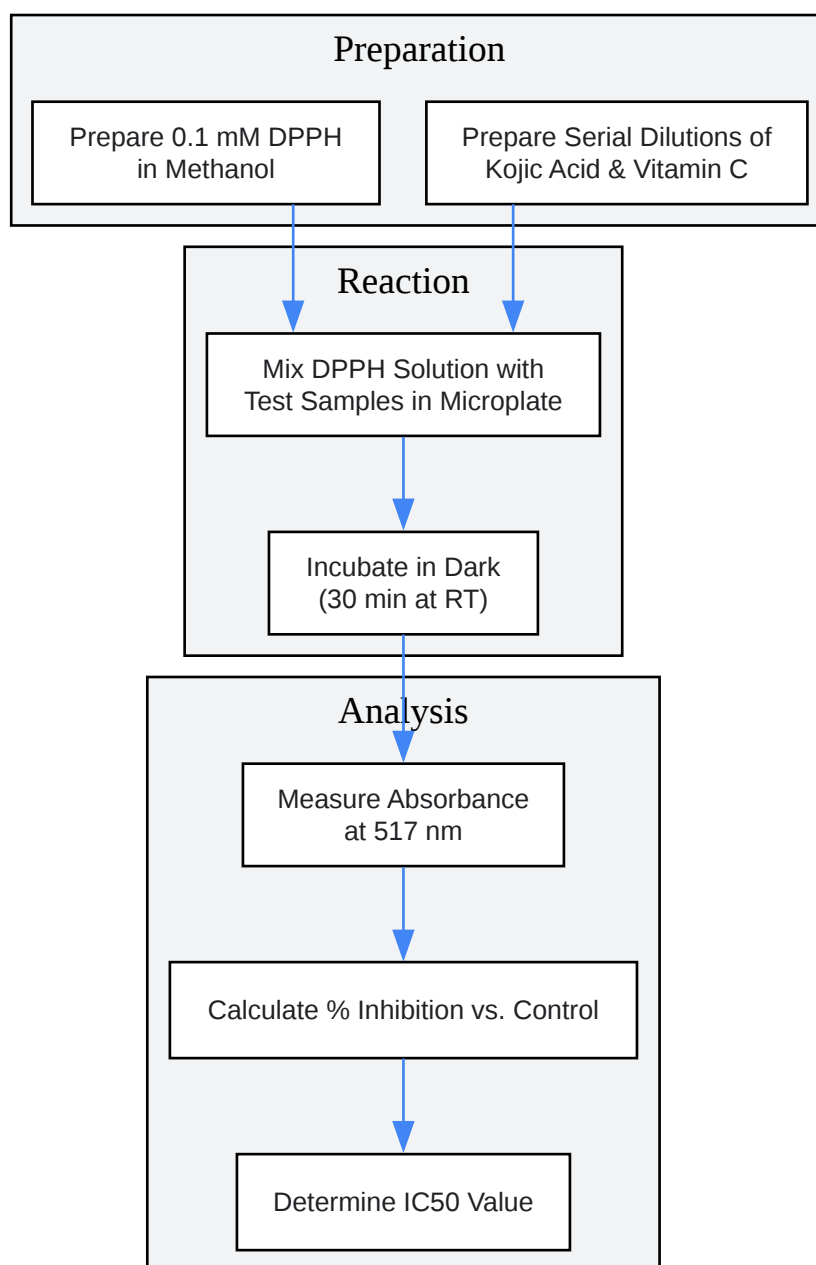 Preparation
Prepare 0.1 mM DPPH
in Methanol
Prepare Serial Dilutions of
Kojic Acid & Vitamin C
Reaction
Mix DPPH Solution with
Test Samples in Microplate
Incubate in Dark
(30 min at RT)
Analysis
Measure Absorbance
at 517 nm
Calculate % Inhibition vs. Control
Determine IC50 Value